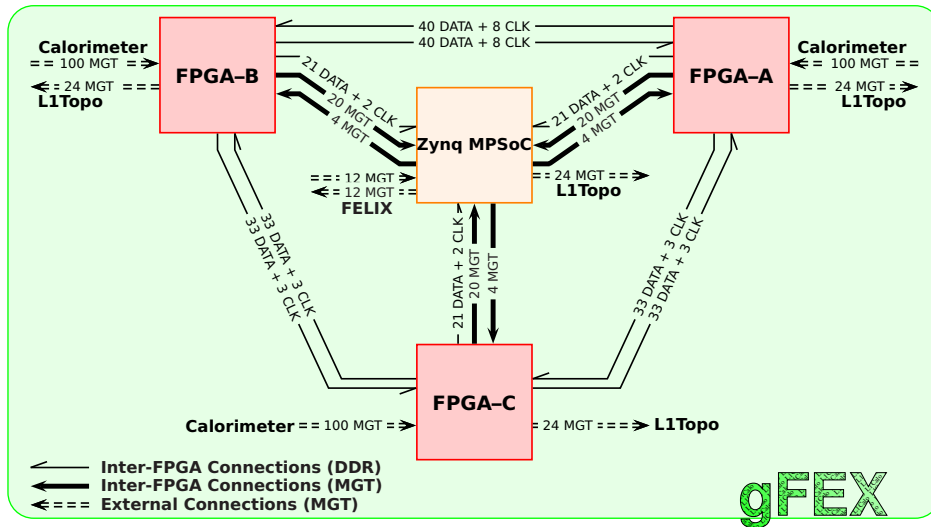 40 DATA + 8 CLK
40 DATA + 8 CLK
Calorimeter
100 MGT
24 MGT
L1Topo
FPGA–B
21 DATA + 2 CLK
20 MGT
4 MGT
21 DATA + 2 CLK
20 MGT
4 MGT
FPGA–A
Calorimeter
100 MGT
24 MGT
L1Topo
Zynq MPSoC
12 MGT
12 MGT
FELIX
24 MGT
L1Topo
33 DATA + 3 CLK
33 DATA + 3 CLK
21 DATA + 2 CLK
20 MGT
4 MGT
33 DATA + 3 CLK
33 DATA + 3 CLK
FPGA–C
Calorimeter
100 MGT
24 MGT
L1Topo
Inter-FPGA Connections (DDR)
Inter-FPGA Connections (MGT)
External Connections (MGT)
gFEX